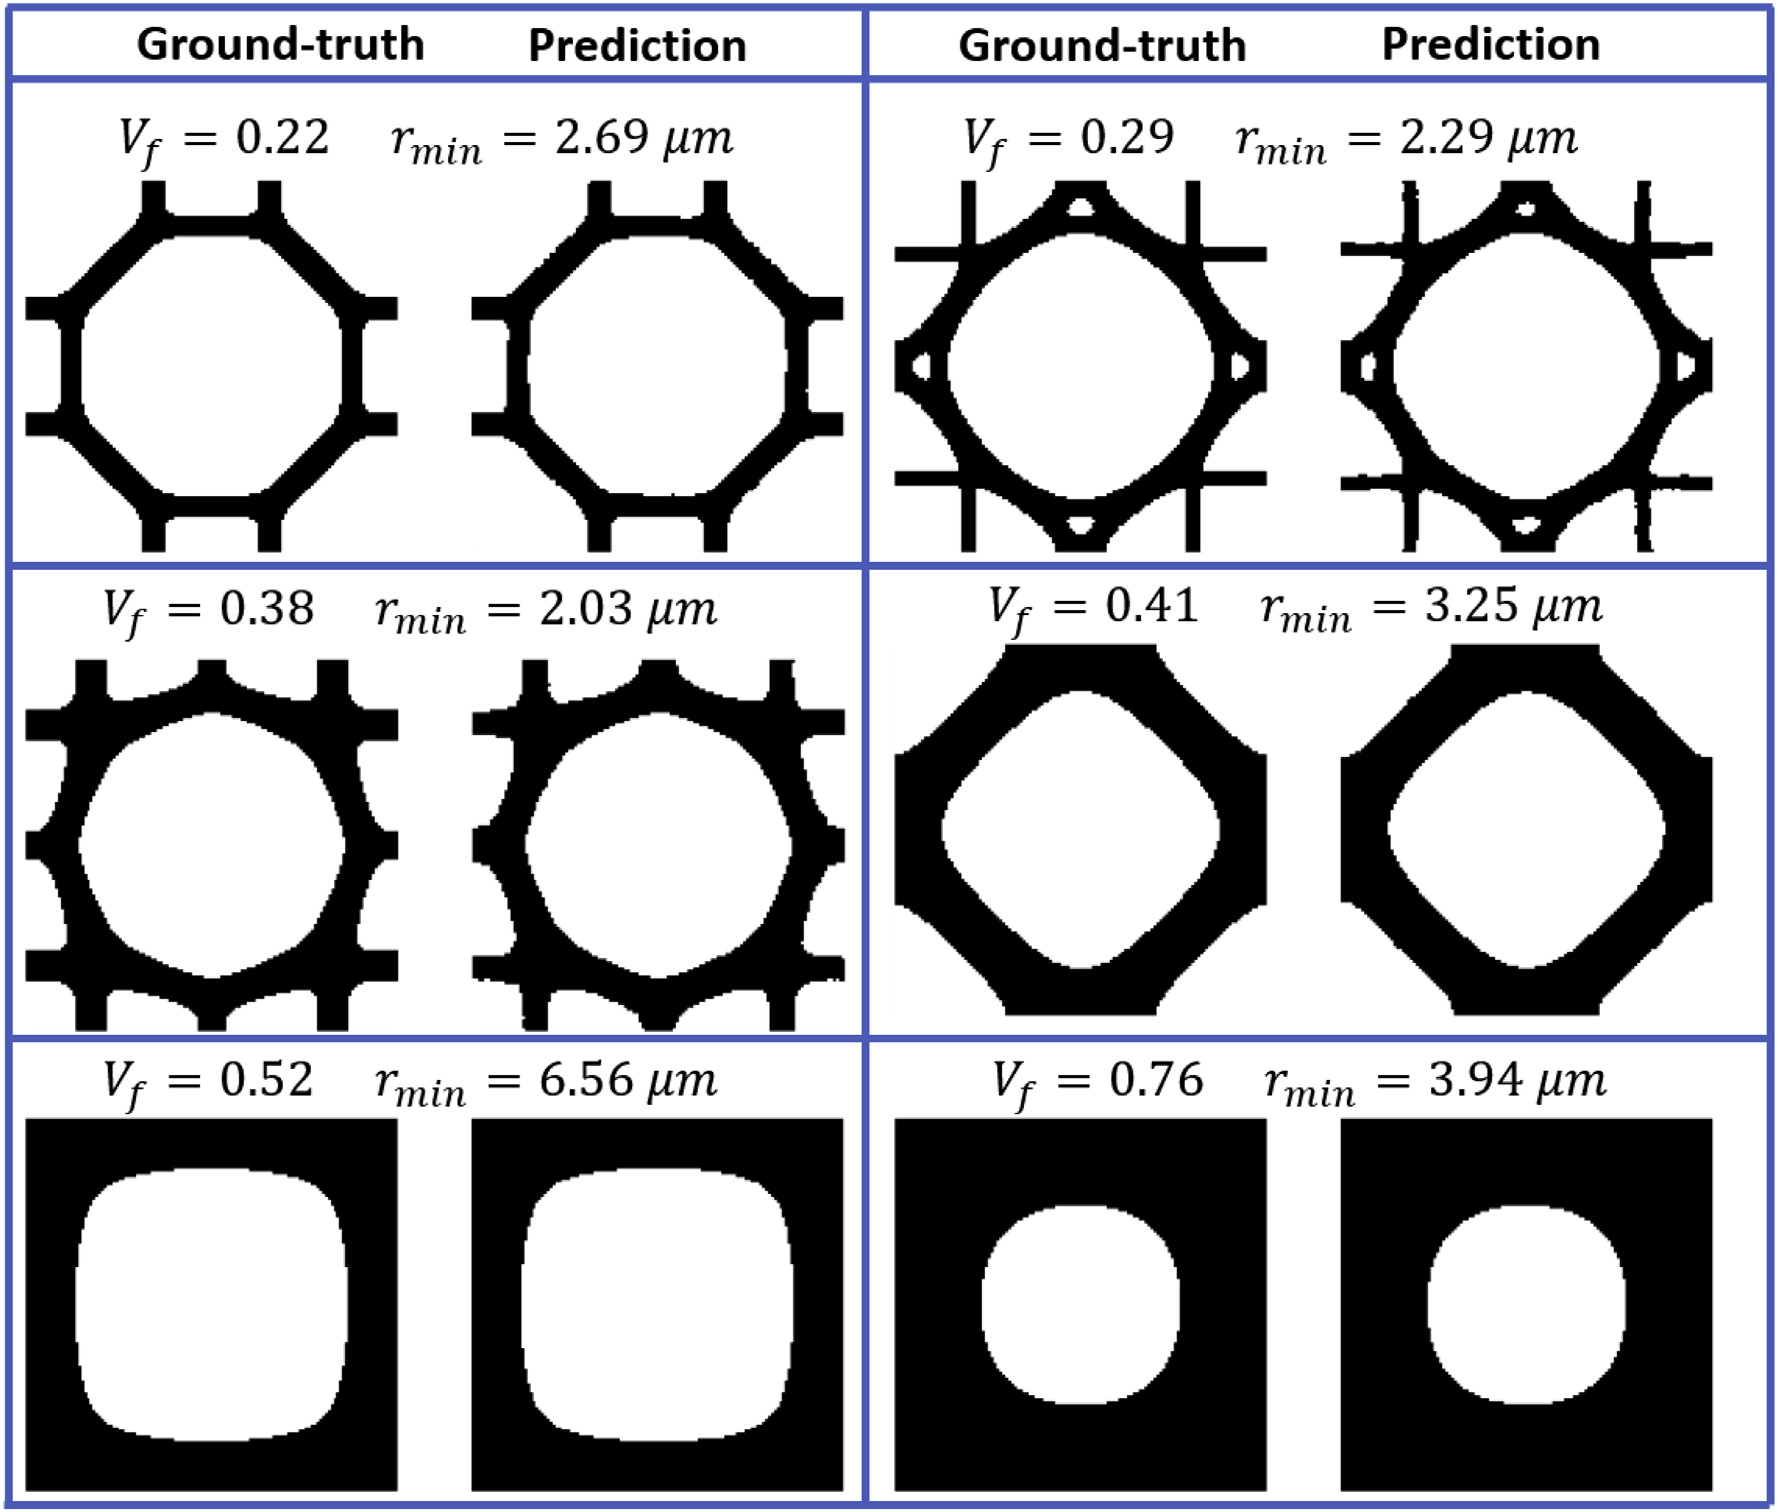 Ground-truth Prediction Ground-truth Prediction
V_f = 0.22 r_min = 2.69 μm V_f = 0.29 r_min = 2.29 μm
V_f = 0.38 r_min = 2.03 μm V_f = 0.41 r_min = 3.25 μm
V_f = 0.52 r_min = 6.56 μm V_f = 0.76 r_min = 3.94 μm